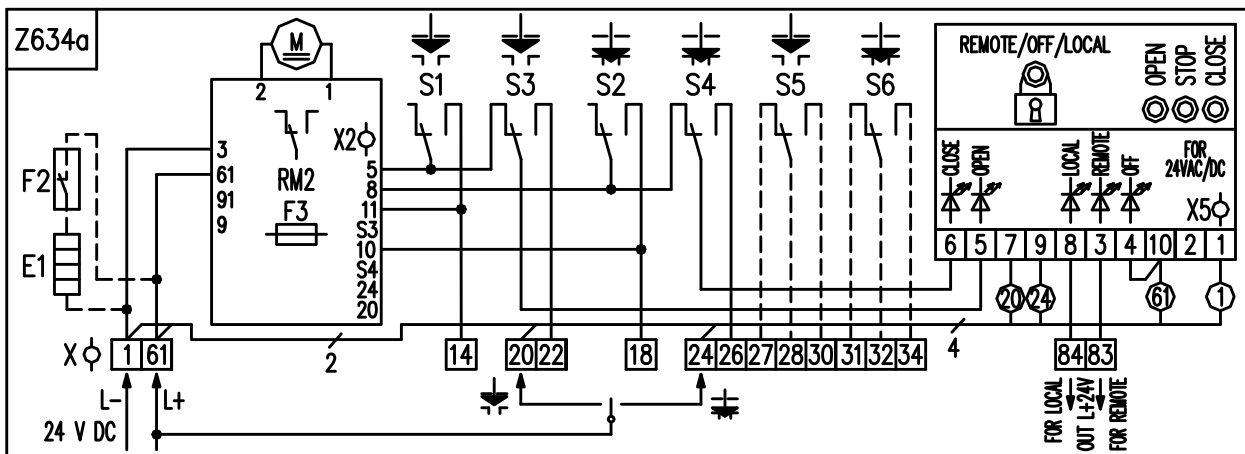 Z634a
M
2 1
S1 S3 S2 S4 S5 S6
REMOTE/OFF/LOCAL
OPEN
STOP
CLOSE
F2
E1
3
61
91
9
RM2
F3
X2
5
8
11
S3
10
S4
24
20
CLOSE
OPEN
LOCAL
REMOTE
OFF
FOR
24VAC/DC
X5
6 5 7 9 8 3 4 10 2 1
20 24 61 1
2
4
X 1 61 14 20 22 18 24 26 27 28 30 31 32 34 84 83
L- L+
24 V DC
FOR LOCAL
OUT L+24V
FOR REMOTE